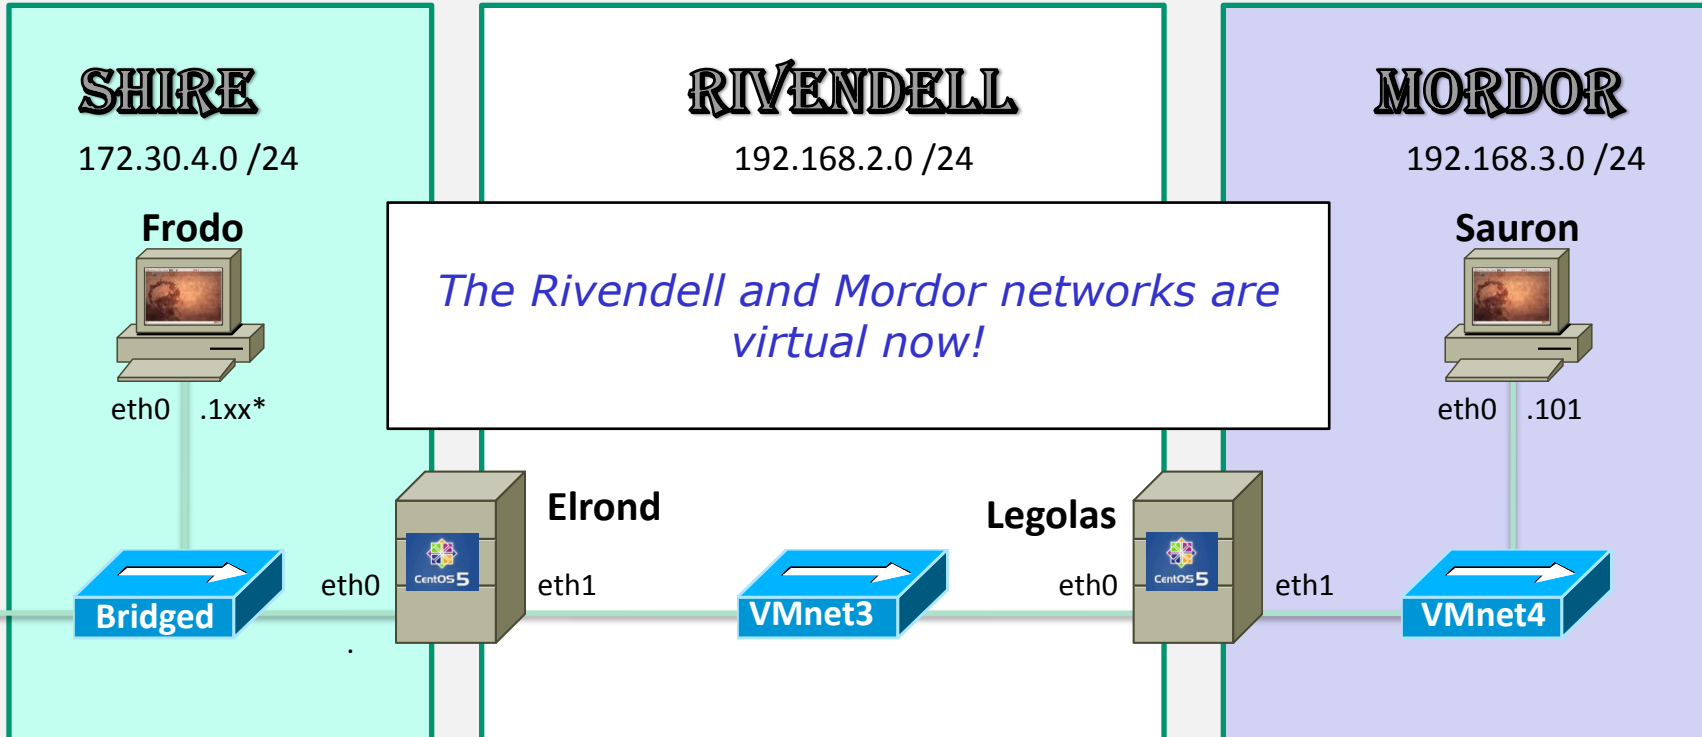 SHIRE
RIVENDELL
MORDOR
172.30.4.0 /24
192.168.2.0 /24
192.168.3.0 /24
Frodo
Sauron
The Rivendell and Mordor networks are
virtual now!
eth0 .1xx*
eth0 .101
Elrond
Legolas
CentOS 5
CentOS 5
eth0
eth1
eth0
eth1
Bridged
VMnet3
VMnet4
.